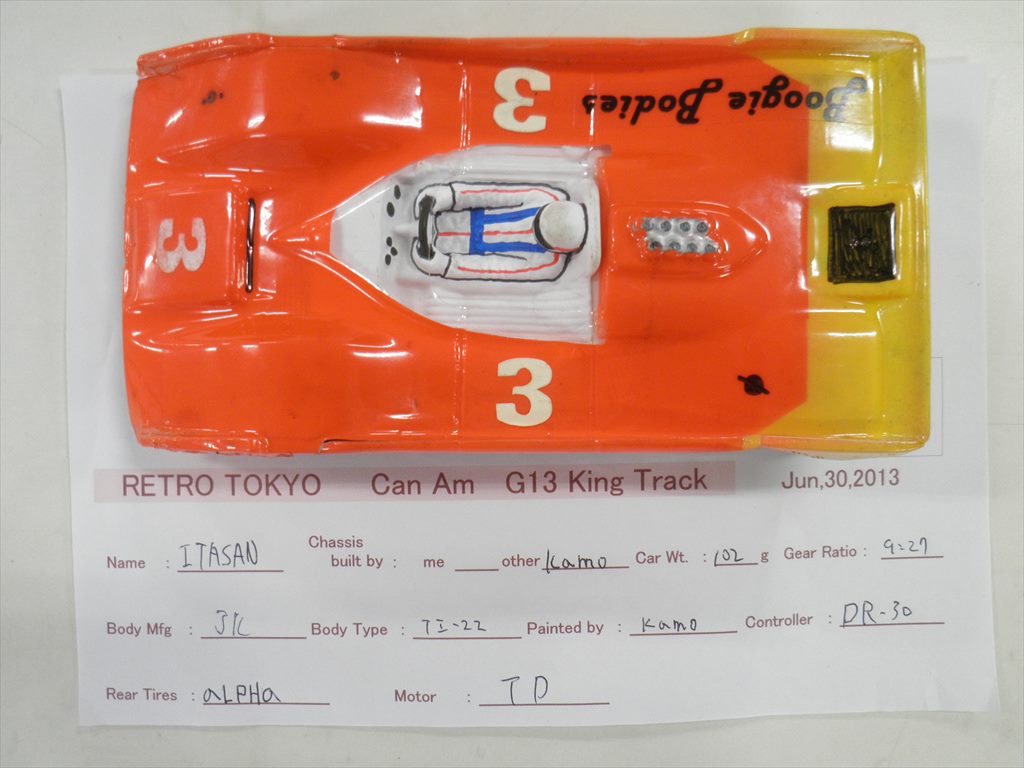 3
Boogie Bodies
3
3
RETRO TOKYO Can Am G13 King Track Jun,30,2013
Name : ITASAN Chassis built by : me other Kamo Car Wt. : 102 g Gear Ratio : 9:27
Body Mfg : JK Body Type : TI-22 Painted by : Kamo Controller : DR-30
Rear Tires : aLPHa Motor : TD